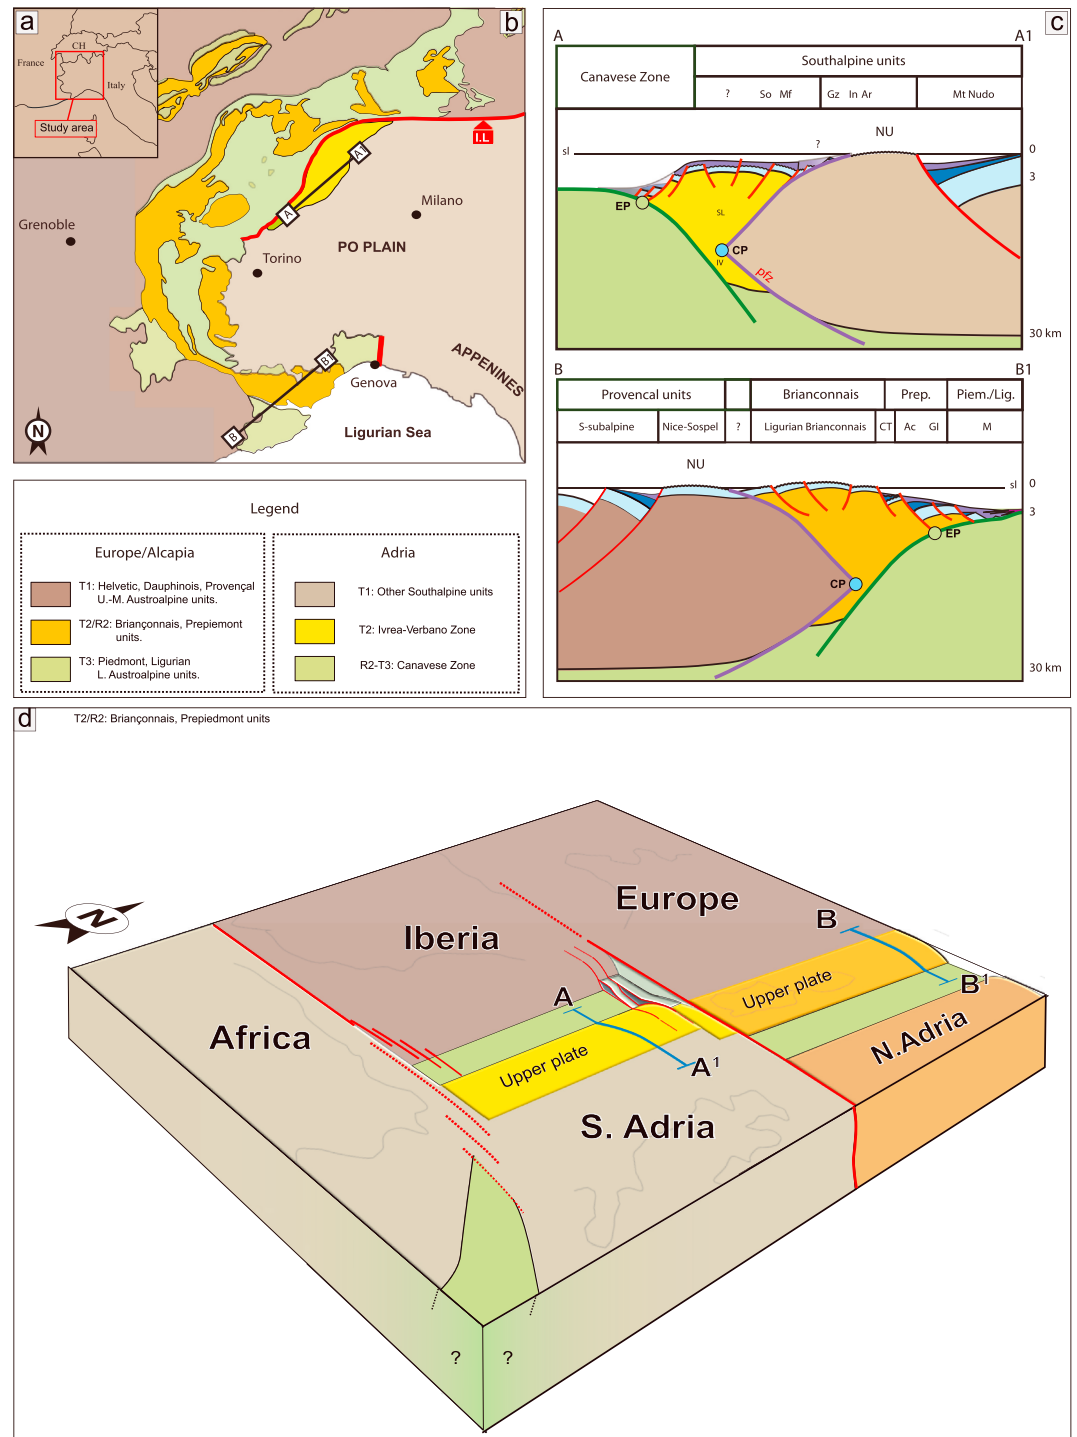 a
b
France
CH
Italy
Study area
I.L
A1
A
Grenoble
Milano
PO PLAIN
Torino
APPENINES
B1
Genova
B
Ligurian Sea
N
Legend
Europe/Alcapia
T1: Helvetic, Dauphinois, Provençal
U.-M. Austroalpine units.
T2/R2: Briançonnais, Prepiemont
units.
T3: Piedmont, Ligurian
L. Austroalpine units.
Adria
T1: Other Southalpine units
T2: Ivrea-Verbano Zone
R2-T3: Canavese Zone
c
A
A1
Canavese Zone
Southalpine units
? So Mf
Gz In Ar
Mt Nudo
NU
?
sl
0
3
EP
SL
CP
IV
pfz
30 km
B
B1
Provencal units
Brianconnais
Prep.
Piem./Lig.
S-subalpine
Nice-Sospel
?
Ligurian Brianconnais
CT
Ac Gl
M
NU
sl
0
3
EP
CP
30 km
d
T2/R2: Briançonnais, Prepiedmont units
N
Europe
B
Iberia
B1
A
Upper plate
Africa
N.Adria
Upper plate
A1
S. Adria
?
?